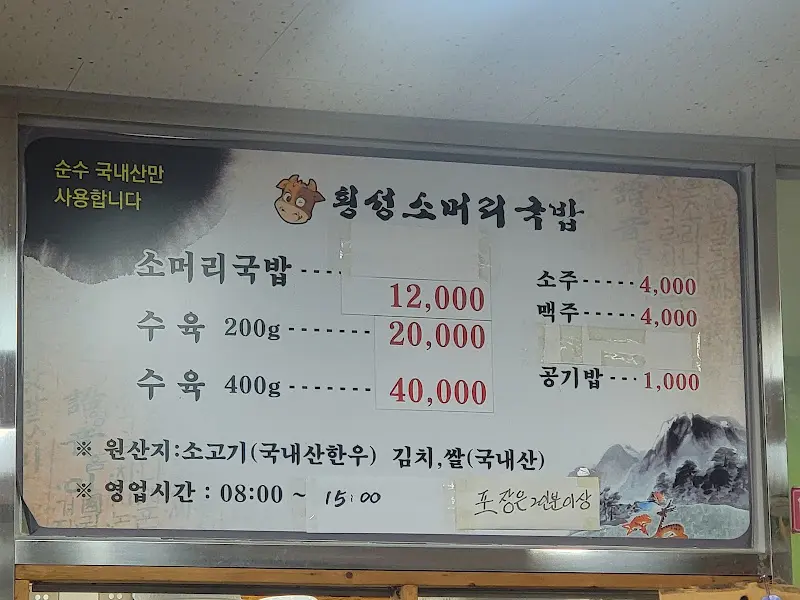 순수 국내산만
사용합니다
횡성소머리국밥
소머리국밥 ---- 12,000
수육 200g ------- 20,000
수육 400g ------- 40,000
소주 ----- 4,000
맥주 ----- 4,000
공기밥 --- 1,000
※ 원산지:소고기(국내산한우) 김치,쌀(국내산)
※ 영업시간 : 08:00 ~ 15:00
포장은 2인분이상